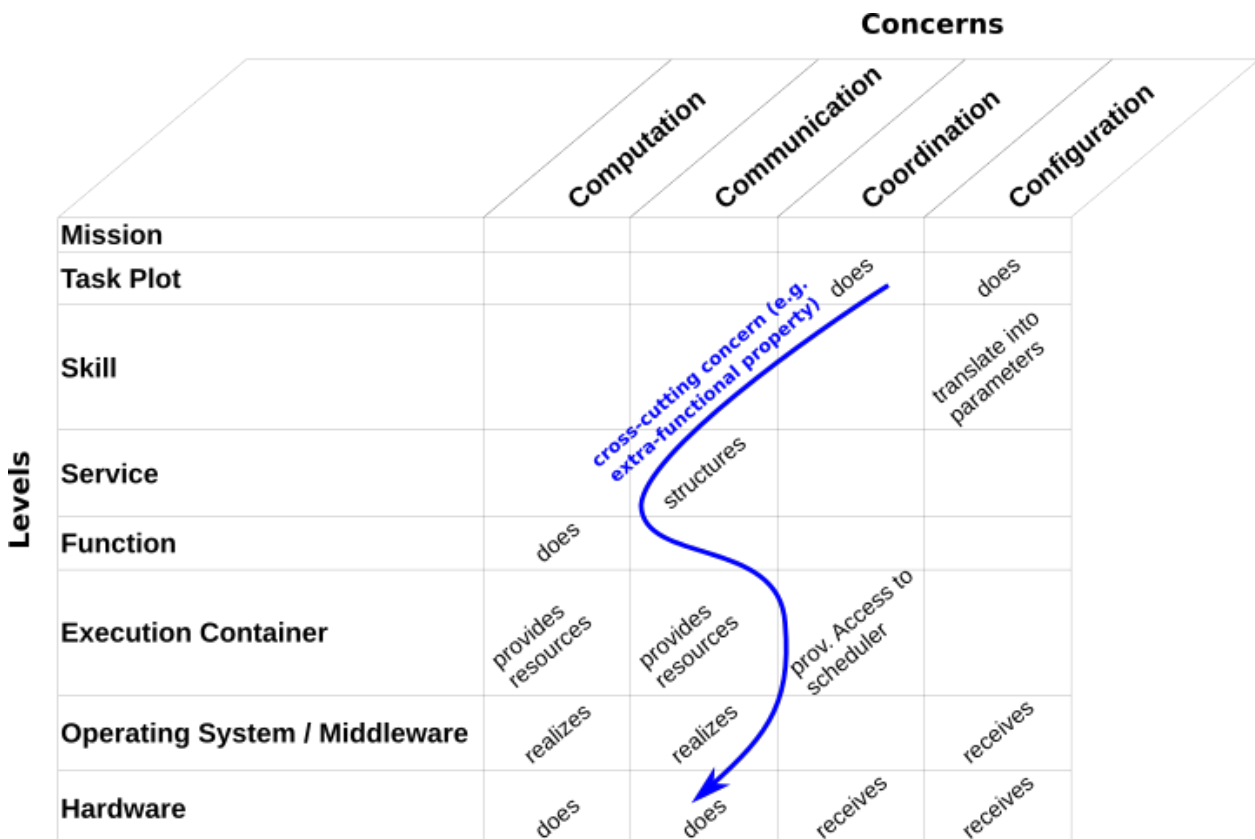 Concerns
Computation
Communication
Coordination
Configuration
Levels
Mission
Task Plot
does
does
cross-cutting concern (e.g.
extra-functional property)
Skill
translate into
parameters
Service
structures
Function
does
Execution Container
provides
resources
provides
resources
prov. Access to
scheduler
Operating System / Middleware
realizes
realizes
receives
Hardware
does
does
receives
receives